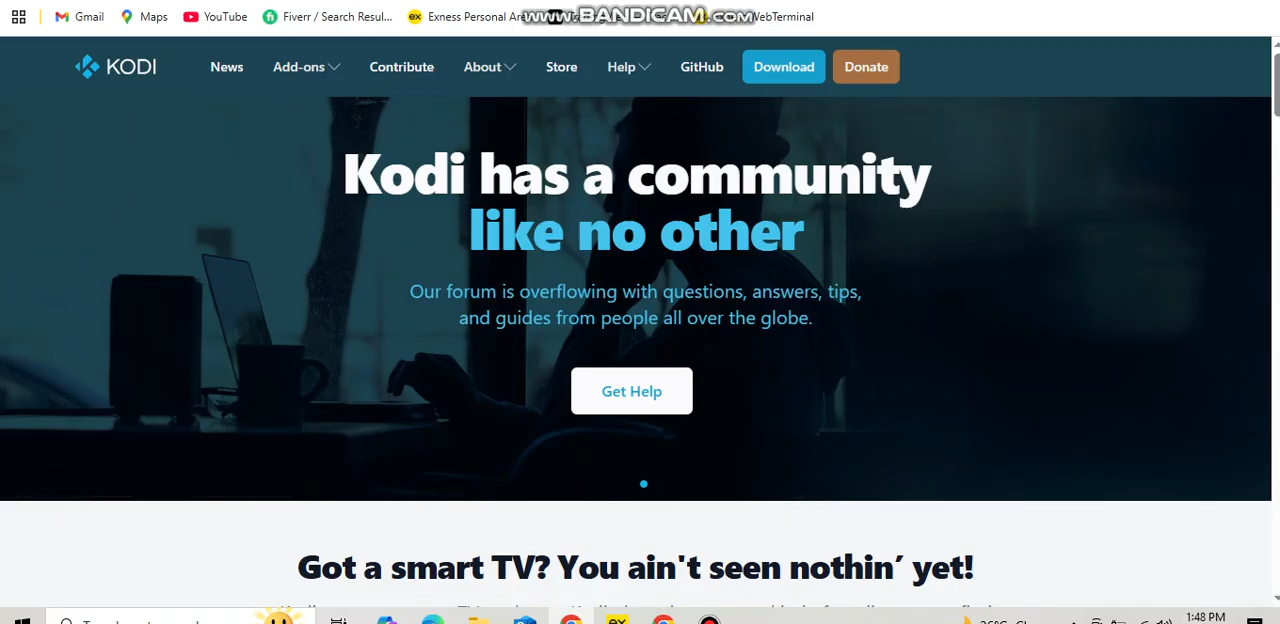 Gmail Maps YouTube Fiverr / Search Resul... Exness Personal Are WebTerminal
www.BANDICAM.com
KODI News Add-ons Contribute About Store Help GitHub Download Donate
Kodi has a community
like no other
Our forum is overflowing with questions, answers, tips,
and guides from people all over the globe.
Get Help
Got a smart TV? You ain't seen nothin’ yet!
1:48 PM